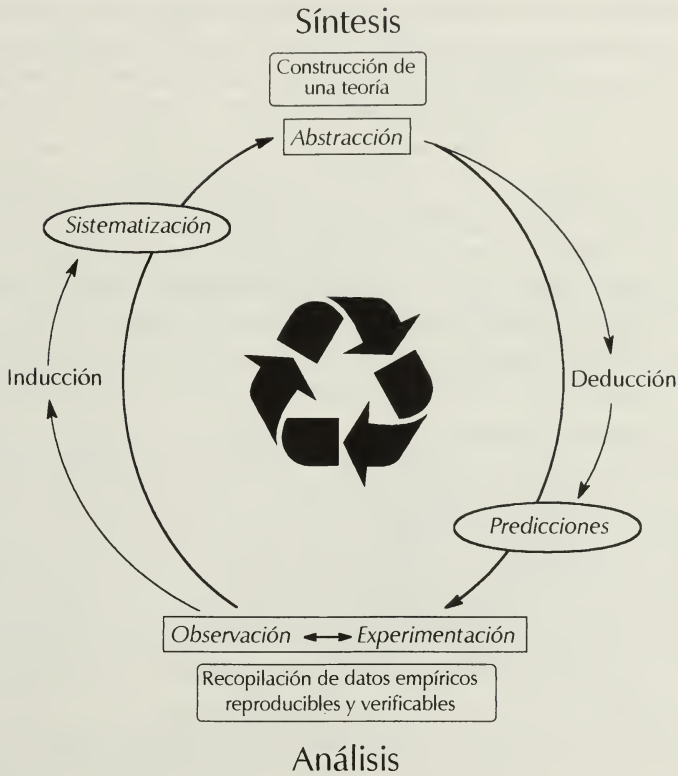 Síntesis
Construcción de
una teoría
Abstracción
Sistematización
Inducción
Deducción
Predicciones
Observación
Experimentación
Recopilación de datos empíricos
reproducibles y verificables
Análisis